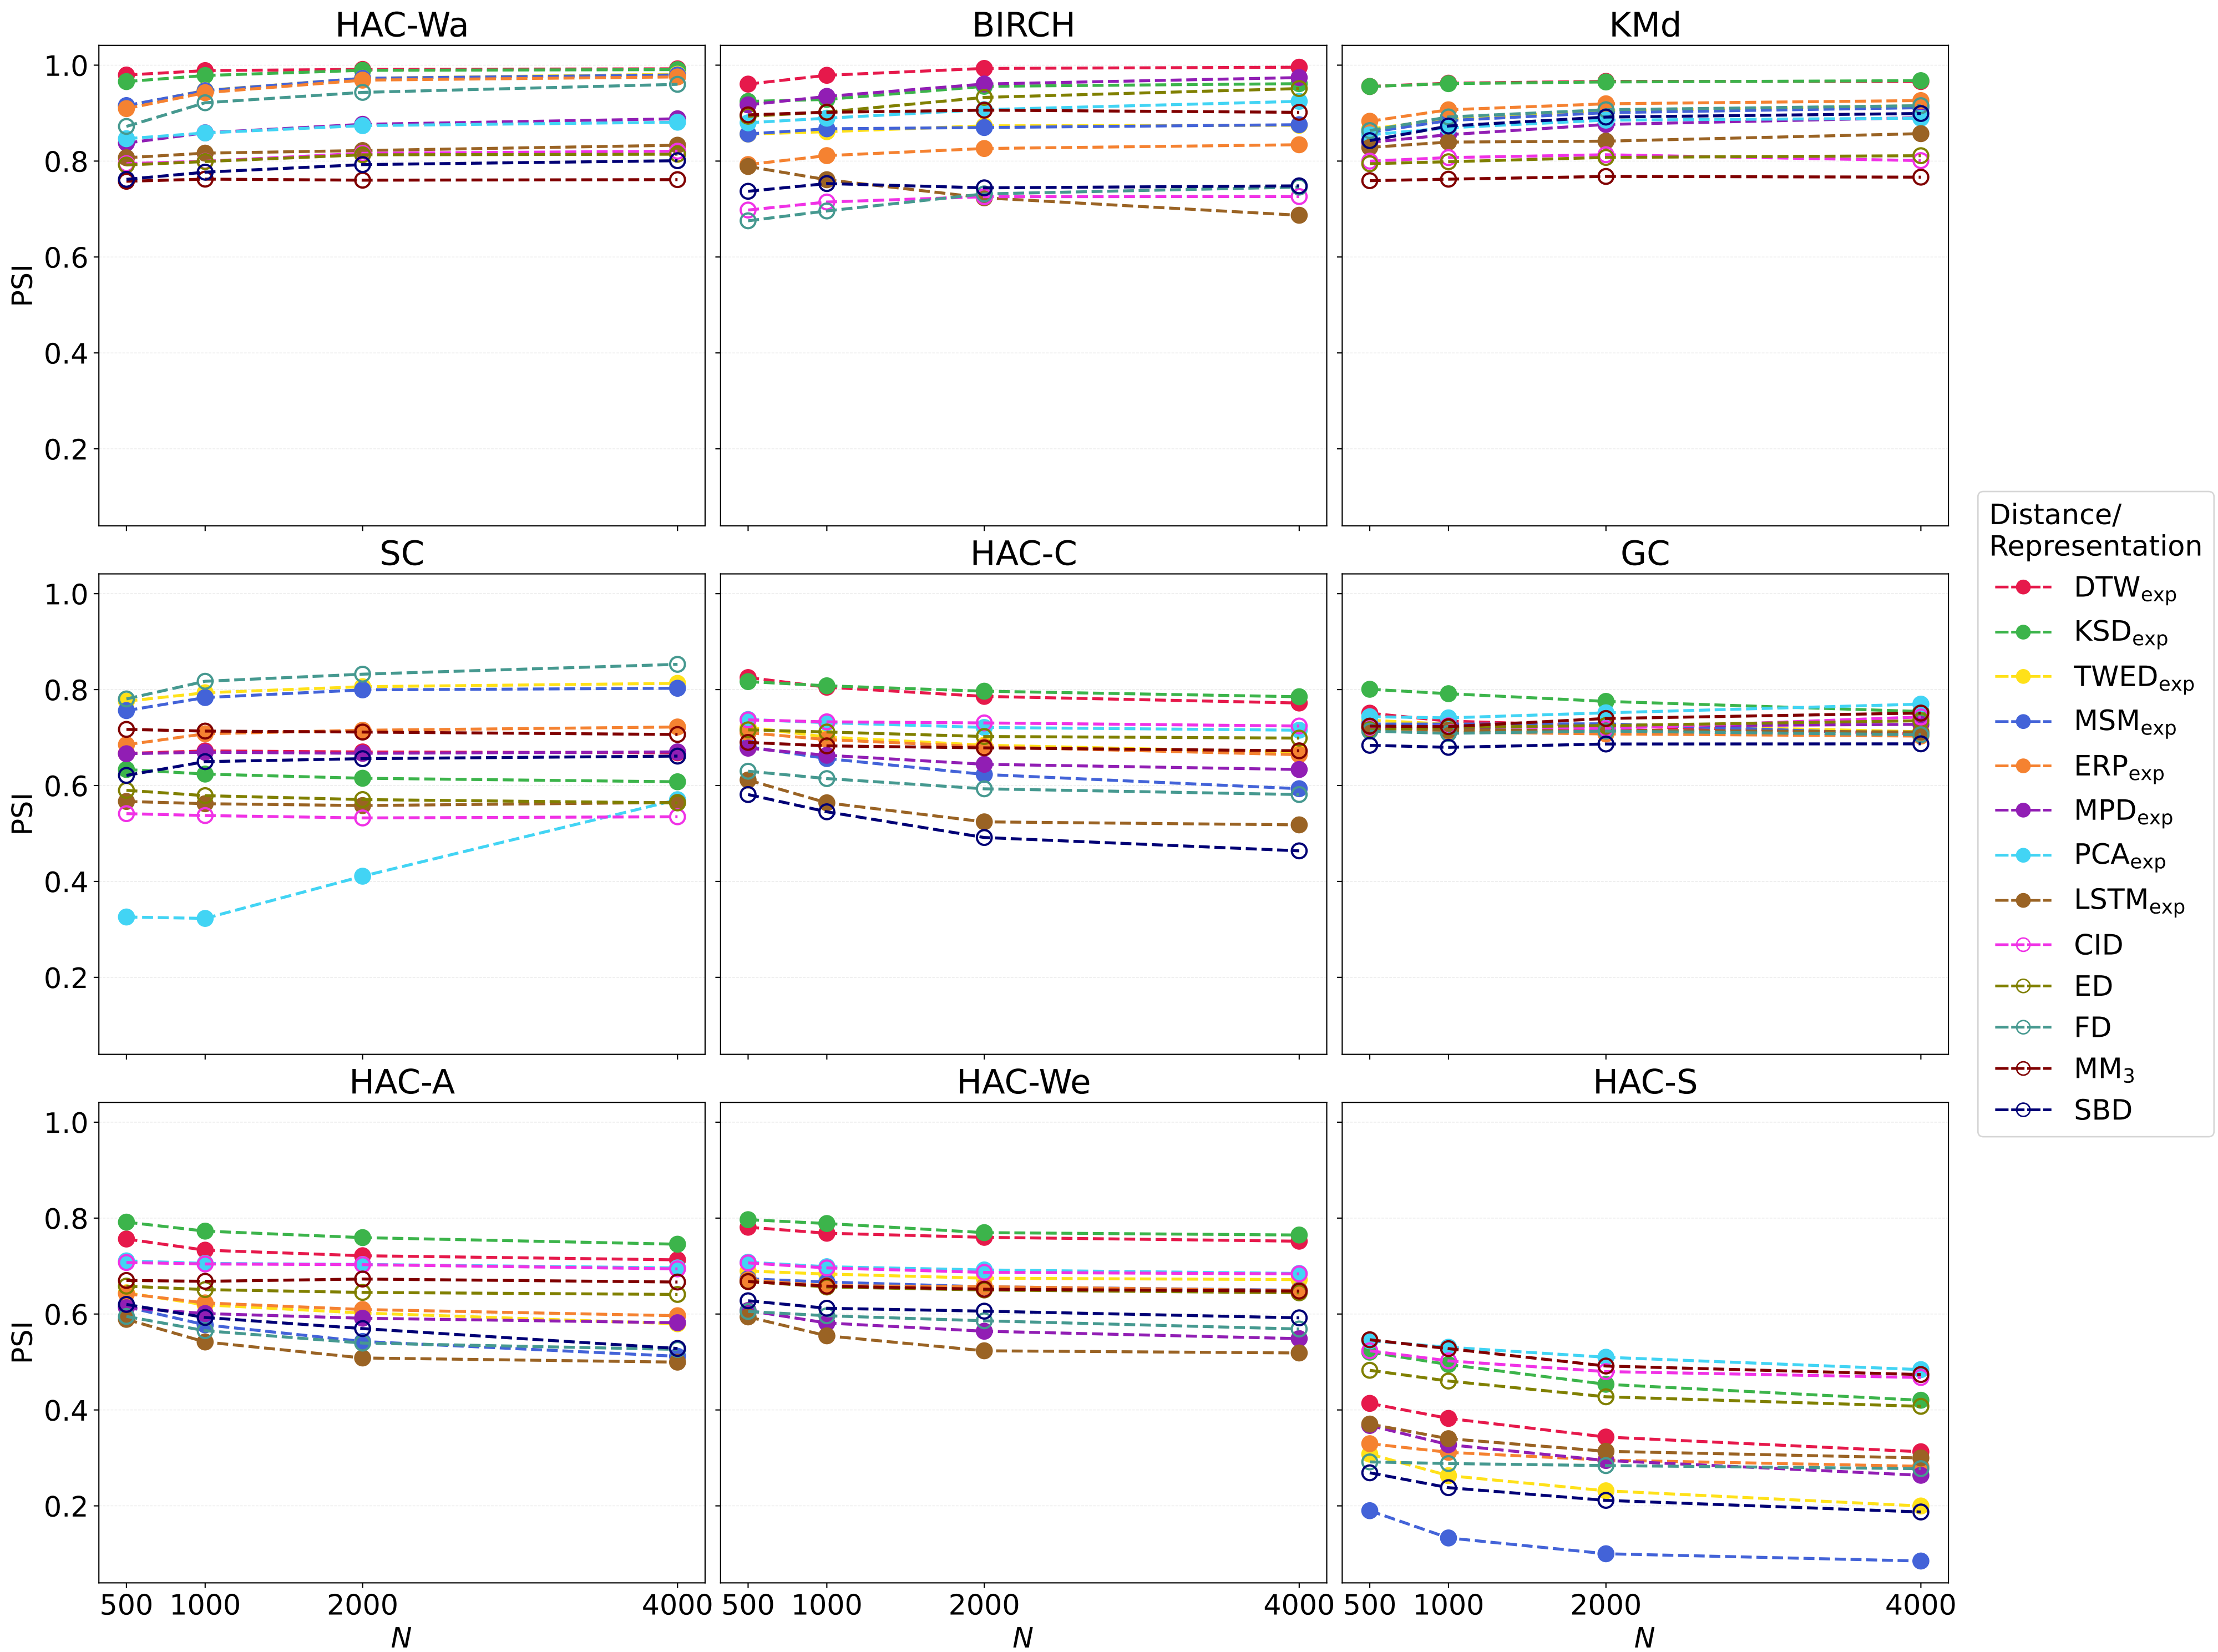 HAC-Wa
BIRCH
KMd
1.0
0.8
0.6
0.4
0.2
PSI
SC
HAC-C
GC
1.0
0.8
0.6
0.4
0.2
PSI
HAC-A
HAC-We
HAC-S
1.0
0.8
0.6
0.4
0.2
PSI
500 1000 2000 4000
500 1000 2000 4000
500 1000 2000 4000
N
N
N
Distance/
Representation
DTWexp
KSDexp
TWEDexp
MSMexp
ERPexp
MPDexp
PCAexp
LSTMexp
CID
ED
FD
MM3
SBD